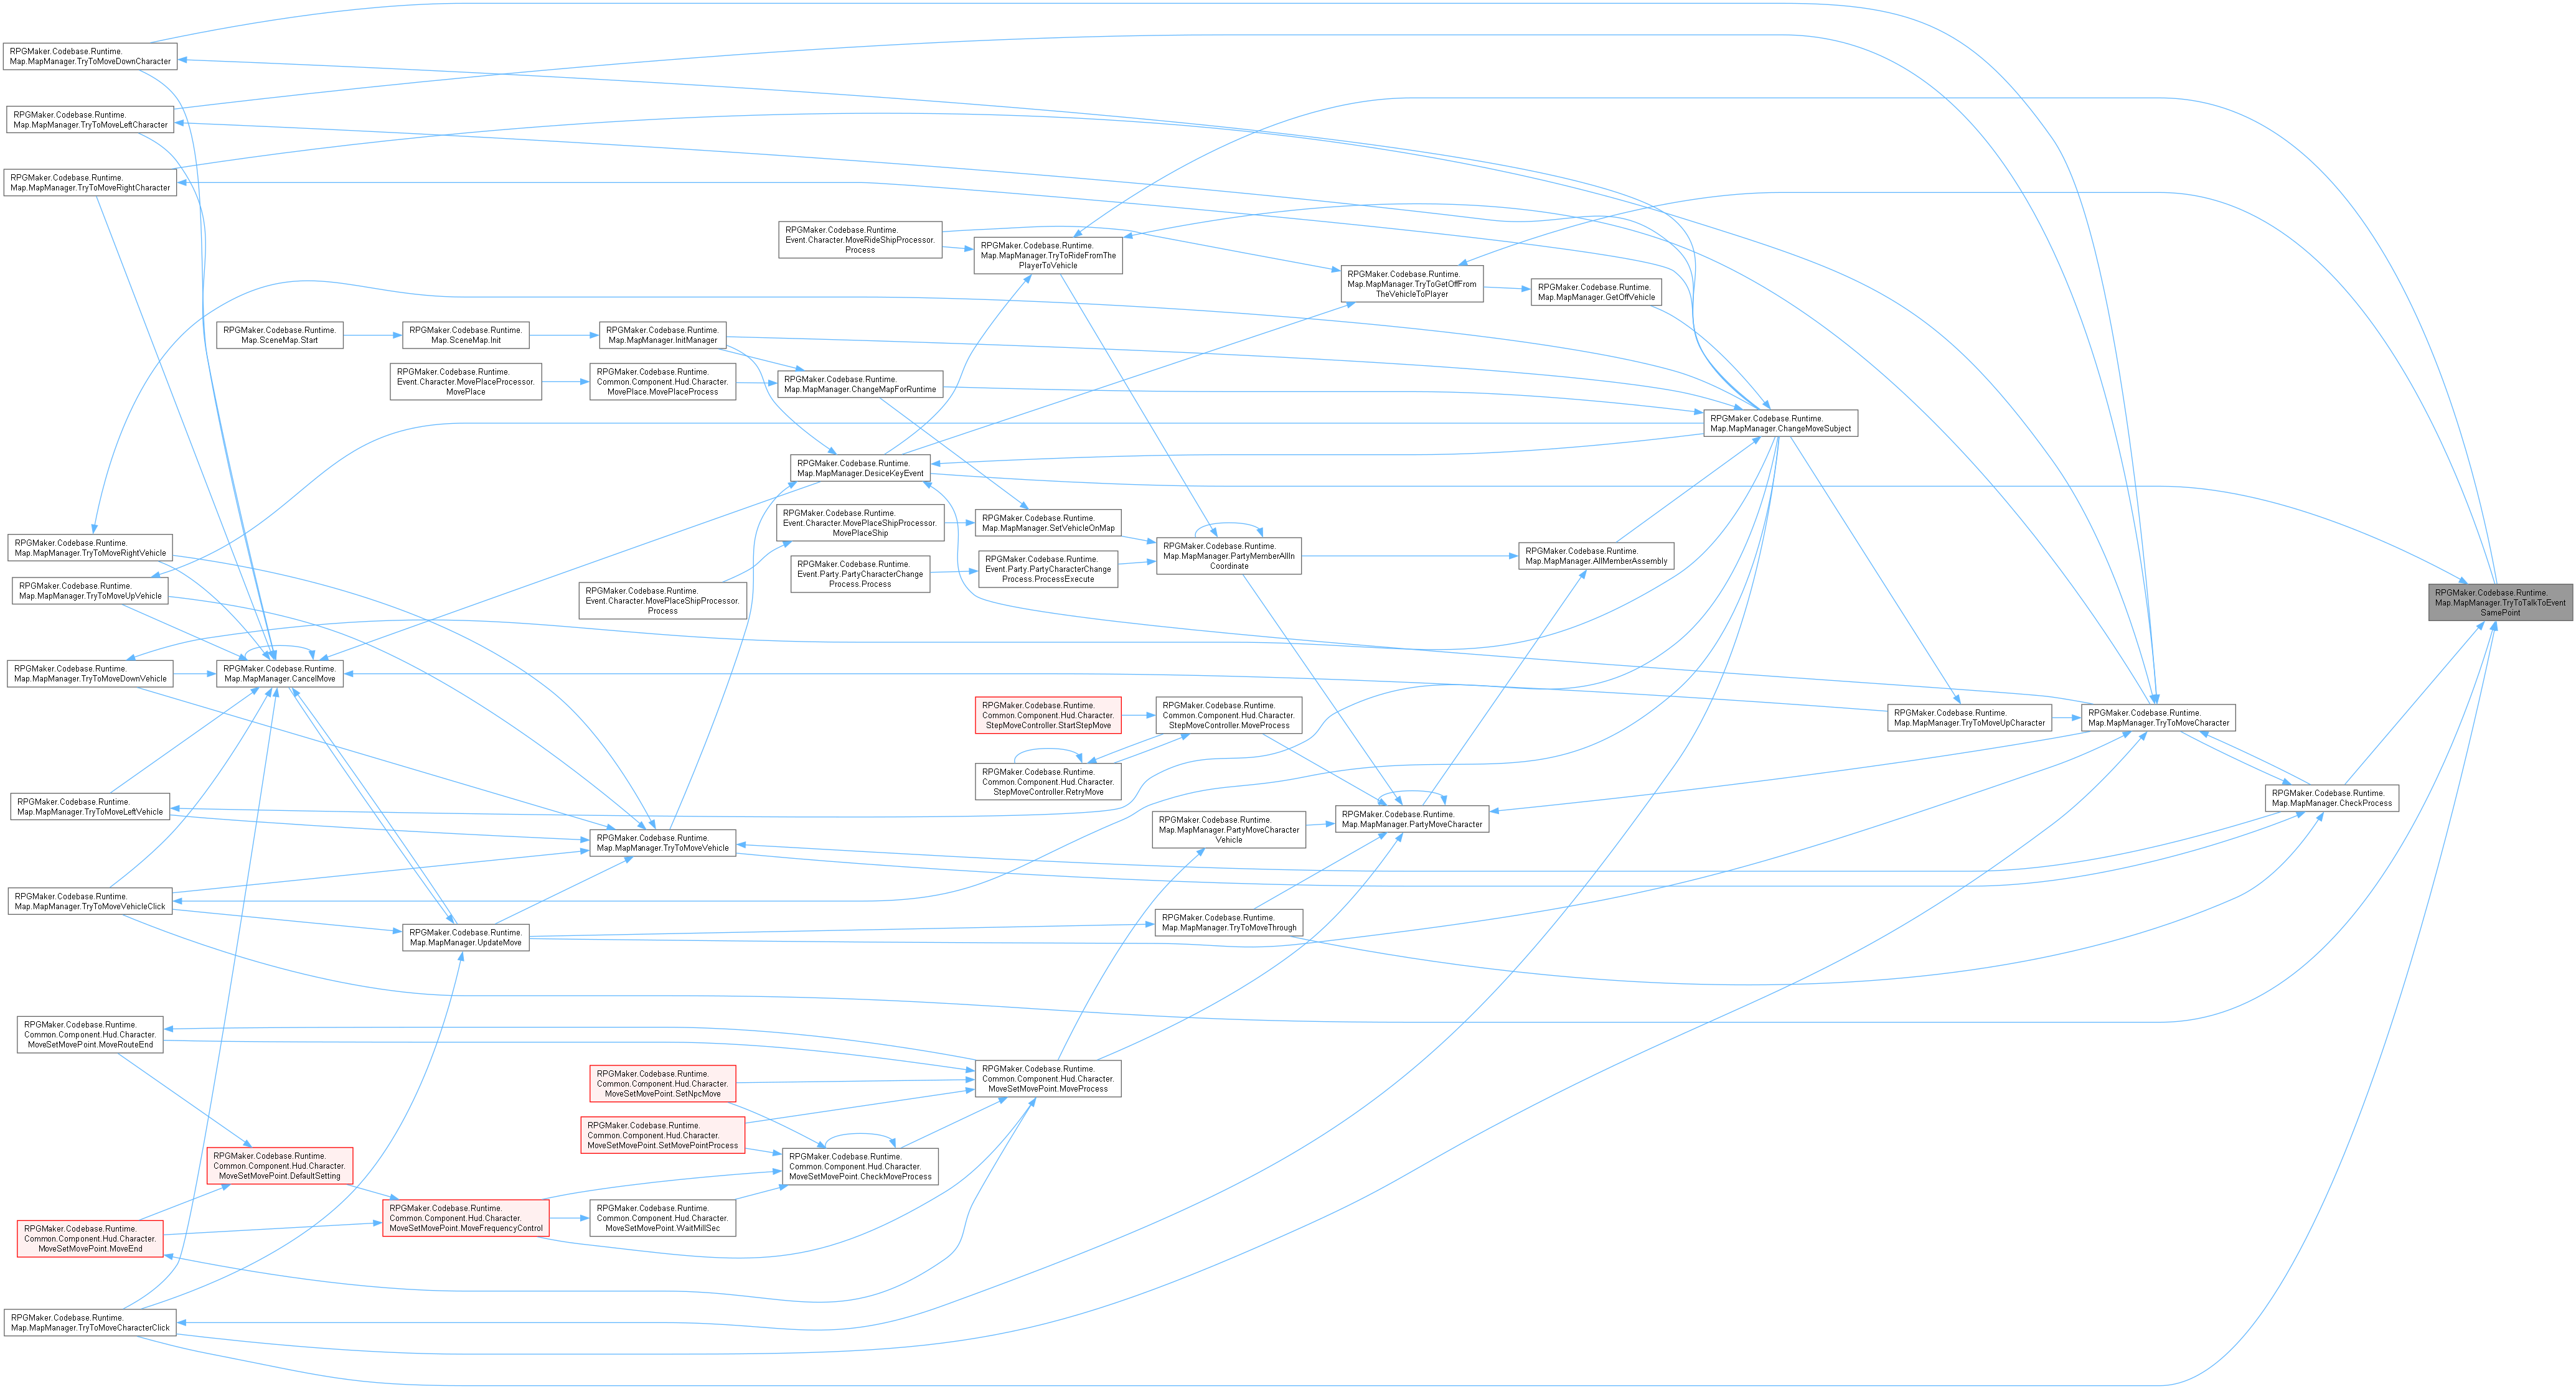 RPGMaker.Codebase.Runtime.
Map.MapManager.TryToMoveDownCharacter
RPGMaker.Codebase.Runtime.
Map.MapManager.TryToMoveLeftCharacter
RPGMaker.Codebase.Runtime.
Map.MapManager.TryToMoveRightCharacter
RPGMaker.Codebase.Runtime.
Event.Character.MoveRideShipProcessor.
Process
RPGMaker.Codebase.Runtime.
Map.MapManager.TryToRideFromThe
PlayerToVehicle
RPGMaker.Codebase.Runtime.
Map.MapManager.TryToGetOffFrom
TheVehicleToPlayer
RPGMaker.Codebase.Runtime.
Map.MapManager.GetOffVehicle
RPGMaker.Codebase.Runtime.
Map.SceneMap.Start
RPGMaker.Codebase.Runtime.
Map.SceneMap.Init
RPGMaker.Codebase.Runtime.
Map.MapManager.InitManager
RPGMaker.Codebase.Runtime.
Event.Character.MovePlaceProcessor.
MovePlace
RPGMaker.Codebase.Runtime.
Common.Component.Hud.Character.
MovePlace.MovePlaceProcess
RPGMaker.Codebase.Runtime.
Map.MapManager.ChangeMapForRuntime
RPGMaker.Codebase.Runtime.
Map.MapManager.ChangeMoveSubject
RPGMaker.Codebase.Runtime.
Map.MapManager.DesiceKeyEvent
RPGMaker.Codebase.Runtime.
Event.Character.MovePlaceShipProcessor.
MovePlaceShip
RPGMaker.Codebase.Runtime.
Map.MapManager.SetVehicleOnMap
RPGMaker.Codebase.Runtime.
Map.MapManager.TryToMoveRightVehicle
RPGMaker.Codebase.Runtime.
Map.MapManager.PartyMemberAllIn
Coordinate
RPGMaker.Codebase.Runtime.
Map.MapManager.AllMemberAssembly
RPGMaker.Codebase.Runtime.
Event.Party.PartyCharacterChange
Process.Process
RPGMaker.Codebase.Runtime.
Event.Party.PartyCharacterChange
Process.ProcessExecute
RPGMaker.Codebase.Runtime.
Map.MapManager.TryToMoveUpVehicle
RPGMaker.Codebase.Runtime.
Event.Character.MovePlaceShipProcessor.
Process
RPGMaker.Codebase.Runtime.
Map.MapManager.TryToTalkToEvent
SamePoint
RPGMaker.Codebase.Runtime.
Map.MapManager.TryToMoveDownVehicle
RPGMaker.Codebase.Runtime.
Map.MapManager.CancelMove
RPGMaker.Codebase.Runtime.
Common.Component.Hud.Character.
StepMoveController.StartStepMove
RPGMaker.Codebase.Runtime.
Common.Component.Hud.Character.
StepMoveController.MoveProcess
RPGMaker.Codebase.Runtime.
Map.MapManager.TryToMoveUpCharacter
RPGMaker.Codebase.Runtime.
Map.MapManager.TryToMoveCharacter
RPGMaker.Codebase.Runtime.
Common.Component.Hud.Character.
StepMoveController.RetryMove
RPGMaker.Codebase.Runtime.
Map.MapManager.CheckProcess
RPGMaker.Codebase.Runtime.
Map.MapManager.TryToMoveLeftVehicle
RPGMaker.Codebase.Runtime.
Map.MapManager.PartyMoveCharacter
RPGMaker.Codebase.Runtime.
Map.MapManager.PartyMoveCharacter
Vehicle
RPGMaker.Codebase.Runtime.
Map.MapManager.TryToMoveVehicle
RPGMaker.Codebase.Runtime.
Map.MapManager.TryToMoveVehicleClick
RPGMaker.Codebase.Runtime.
Map.MapManager.TryToMoveThrough
RPGMaker.Codebase.Runtime.
Map.MapManager.UpdateMove
RPGMaker.Codebase.Runtime.
Common.Component.Hud.Character.
MoveSetMovePoint.MoveRouteEnd
RPGMaker.Codebase.Runtime.
Common.Component.Hud.Character.
MoveSetMovePoint.MoveProcess
RPGMaker.Codebase.Runtime.
Common.Component.Hud.Character.
MoveSetMovePoint.SetNpcMove
RPGMaker.Codebase.Runtime.
Common.Component.Hud.Character.
MoveSetMovePoint.SetMovePointProcess
RPGMaker.Codebase.Runtime.
Common.Component.Hud.Character.
MoveSetMovePoint.DefaultSetting
RPGMaker.Codebase.Runtime.
Common.Component.Hud.Character.
MoveSetMovePoint.CheckMoveProcess
RPGMaker.Codebase.Runtime.
Common.Component.Hud.Character.
MoveSetMovePoint.MoveFrequencyControl
RPGMaker.Codebase.Runtime.
Common.Component.Hud.Character.
MoveSetMovePoint.WaitMillSec
RPGMaker.Codebase.Runtime.
Common.Component.Hud.Character.
MoveSetMovePoint.MoveEnd
RPGMaker.Codebase.Runtime.
Map.MapManager.TryToMoveCharacterClick